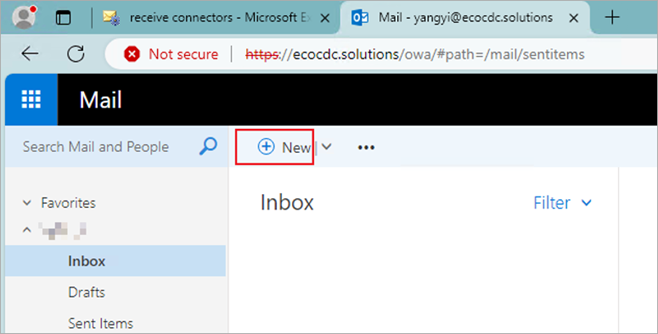 receive connectors - Microsoft Ex
Mail - yangyi@ecocdc.solutions
Not secure https://ecocdc.solutions/owa/#path=/mail/sentitems
Mail
Search Mail and People
New
Favorites
Inbox
Filter
Inbox
Drafts
Sent Items